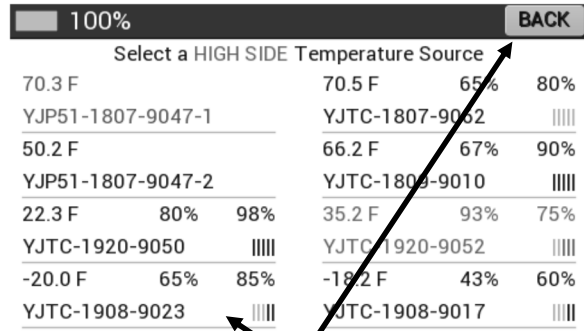 100% BACK
Select a HIGH SIDE Temperature Source
70.3 F
YJP51-1807-9047-1
50.2 F
YJP51-1807-9047-2
22.3 F 80% 98%
YJTC-1920-9050
-20.0 F 65% 85%
YJTC-1908-9023
70.5 F 65% 80%
YJTC-1807-9062
66.2 F 67% 90%
YJTC-1809-9010
35.2 F 93% 75%
YJTC-1920-9052
-18.2 F 43% 60%
YJTC-1908-9017